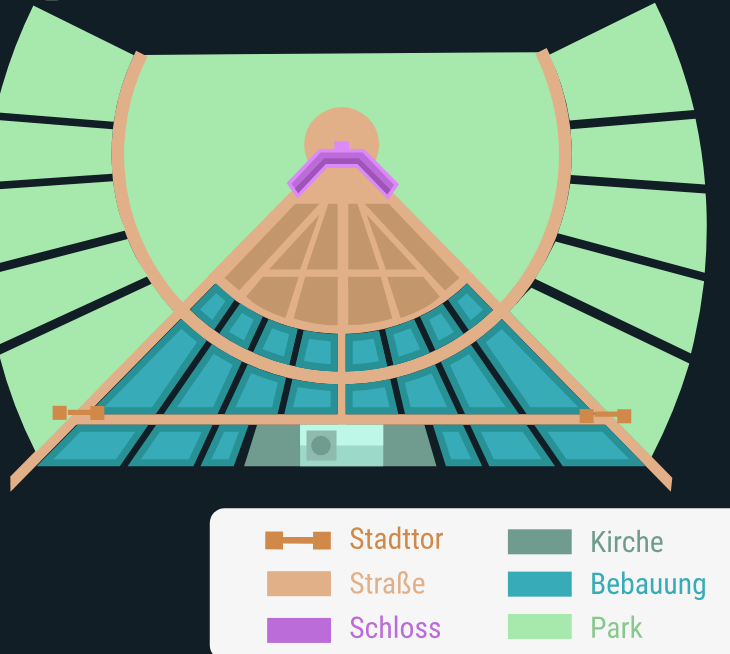 Stadttor
Straße
Schloss
Kirche
Bebauung
Park